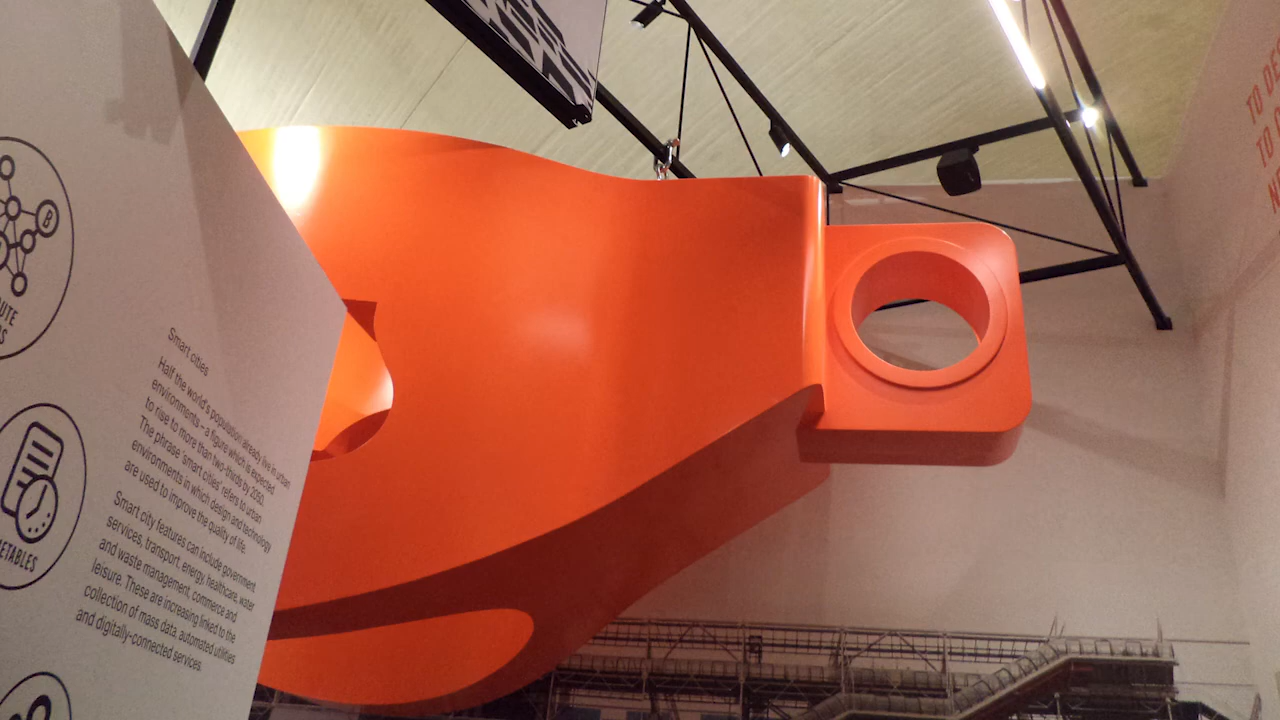 B
Smart cities
Half the world's population already live in urban
environments – a figure which is expected
to rise to more than two-thirds by 2050.
The phrase 'smart cities' refers to urban
environments in which design and technology
are used to improve the quality of life.
Smart city features can include government
services, transport, energy, healthcare, water
and waste management, commerce and
leisure. These are increasing linked to the
collection of mass data, automated utilities
and digitally-connected services.
TO
TO